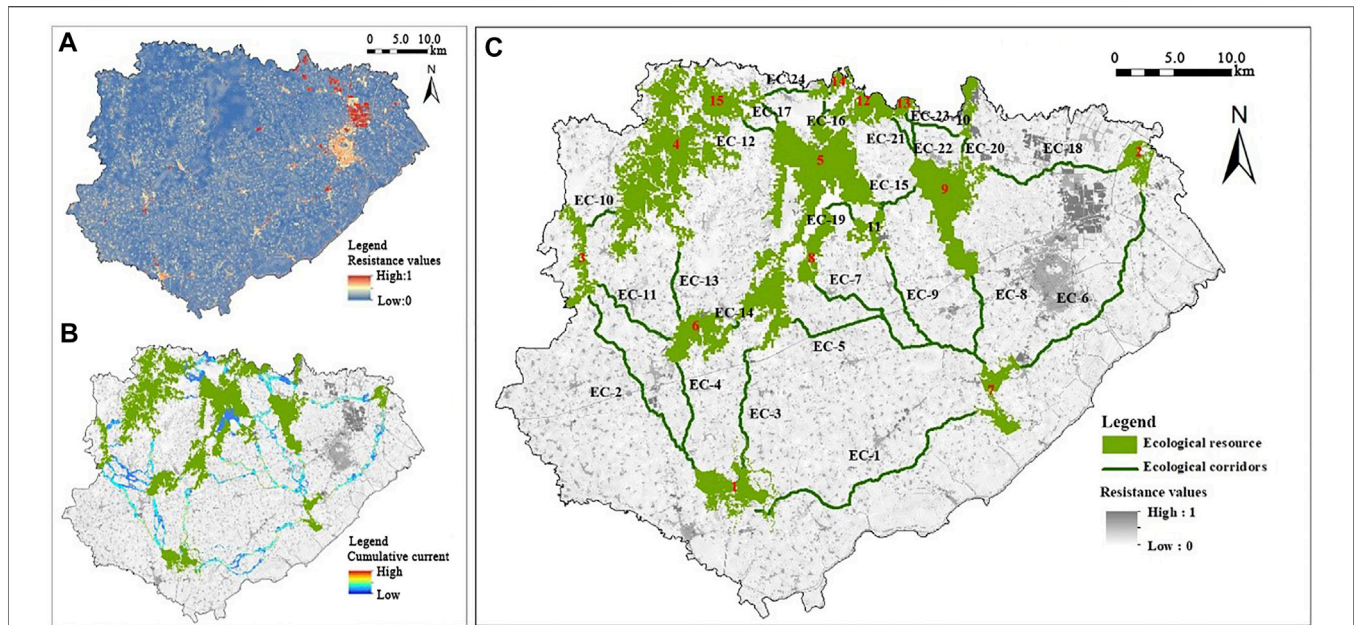 A
0 5.0 10.0
km
N
Legend
Resistance values
High:1
Low:0
B
Legend
Cumulative current
High
Low
C
0 5.0 10.0
km
N
14
EC-24
15
EC-17
12
13
EC-23
10
EC-16
EC-12
EC-21
EC-22
EC-20
EC-18
2
4
5
EC-15
9
EC-10
EC-19
11
3
8
EC-7
EC-13
EC-11
EC-9
EC-8
EC-6
EC-14
6
EC-5
EC-2
EC-4
EC-3
7
EC-1
1
Legend
Ecological resource
Ecological corridors
Resistance values
High : 1
Low : 0